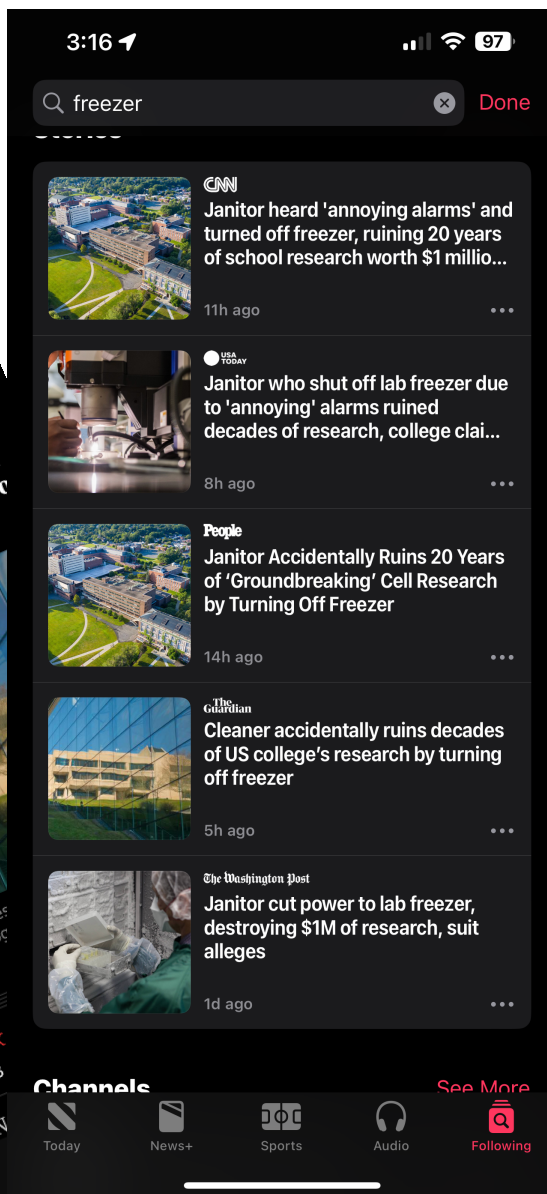 3:16
97
freezer
Done
Stories
CNN
Janitor heard 'annoying alarms' and
turned off freezer, ruining 20 years
of school research worth $1 millio...
11h ago
USA
TODAY
Janitor who shut off lab freezer due
to 'annoying' alarms ruined
decades of research, college clai...
8h ago
People
Janitor Accidentally Ruins 20 Years
of ‘Groundbreaking’ Cell Research
by Turning Off Freezer
14h ago
The
Guardian
Cleaner accidentally ruins decades
of US college’s research by turning
off freezer
5h ago
The Washington Post
Janitor cut power to lab freezer,
destroying $1M of research, suit
alleges
1d ago
Channels
See More
Today
News+
Sports
Audio
Following